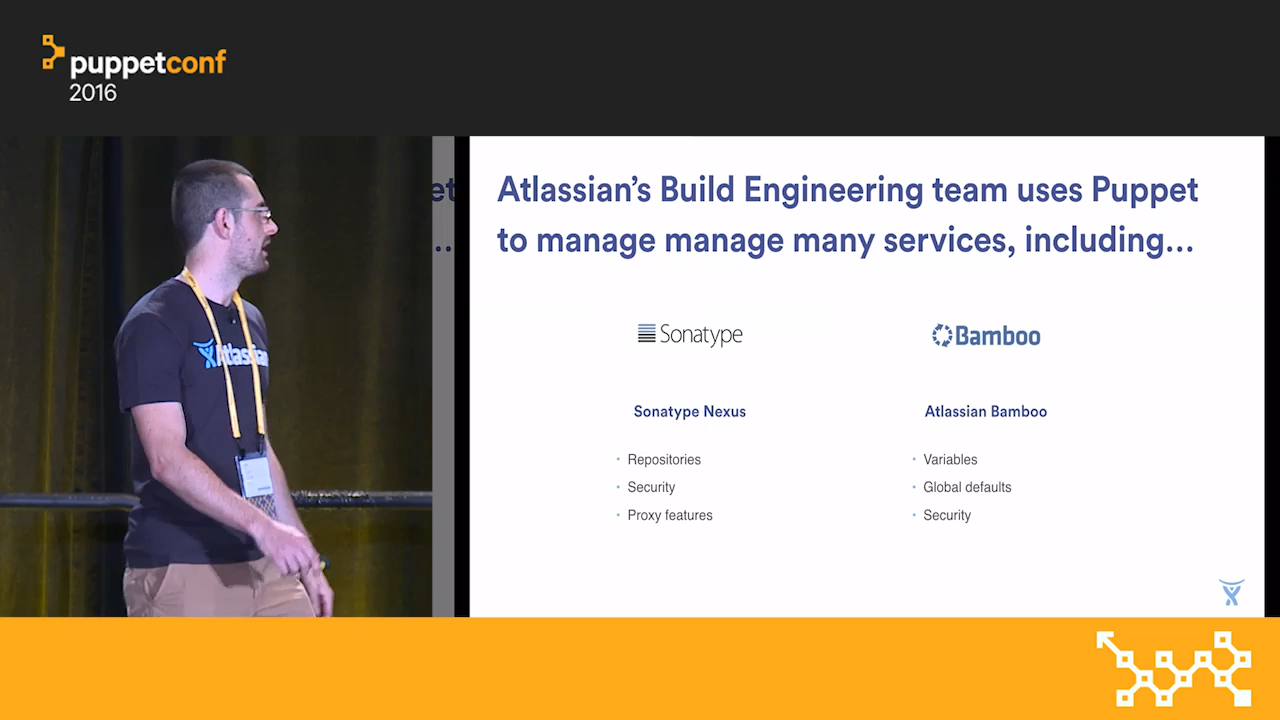 puppetconf
2016
et
...
Atlassian
Atlassian's Build Engineering team uses Puppet
to manage manage many services, including...
Sonatype
Bamboo
Sonatype Nexus
Atlassian Bamboo
• Repositories
• Security
• Proxy features
• Variables
• Global defaults
• Security